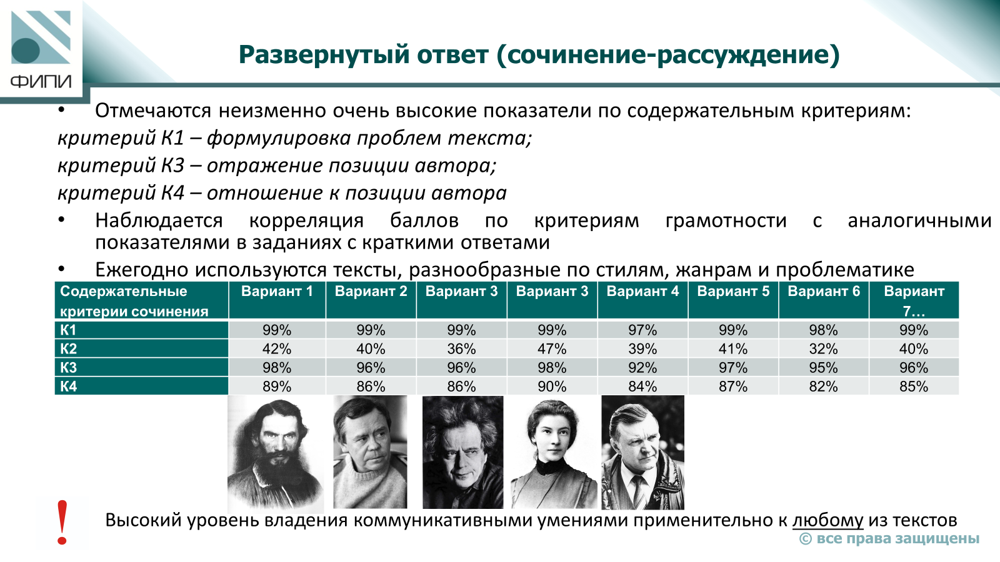 ФИПИ
Развернутый ответ (сочинение-рассуждение)
• Отмечаются неизменно очень высокие показатели по содержательным критериям:
критерий К1 – формулировка проблем текста;
критерий К3 – отражение позиции автора;
критерий К4 – отношение к позиции автора
• Наблюдается корреляция баллов по критериям грамотности с аналогичными
показателями в заданиях с краткими ответами
• Ежегодно используются тексты, разнообразные по стилям, жанрам и проблематике
Содержательные критерии сочинения Вариант 1 Вариант 2 Вариант 3 Вариант 3 Вариант 4 Вариант 5 Вариант 6 Вариант 7…
К1 99% 99% 99% 99% 97% 99% 98% 99%
К2 42% 40% 36% 47% 39% 41% 32% 40%
К3 98% 96% 96% 98% 92% 97% 95% 96%
К4 89% 86% 86% 90% 84% 87% 82% 85%
! Высокий уровень владения коммуникативными умениями применительно к любому из текстов
© все права защищены